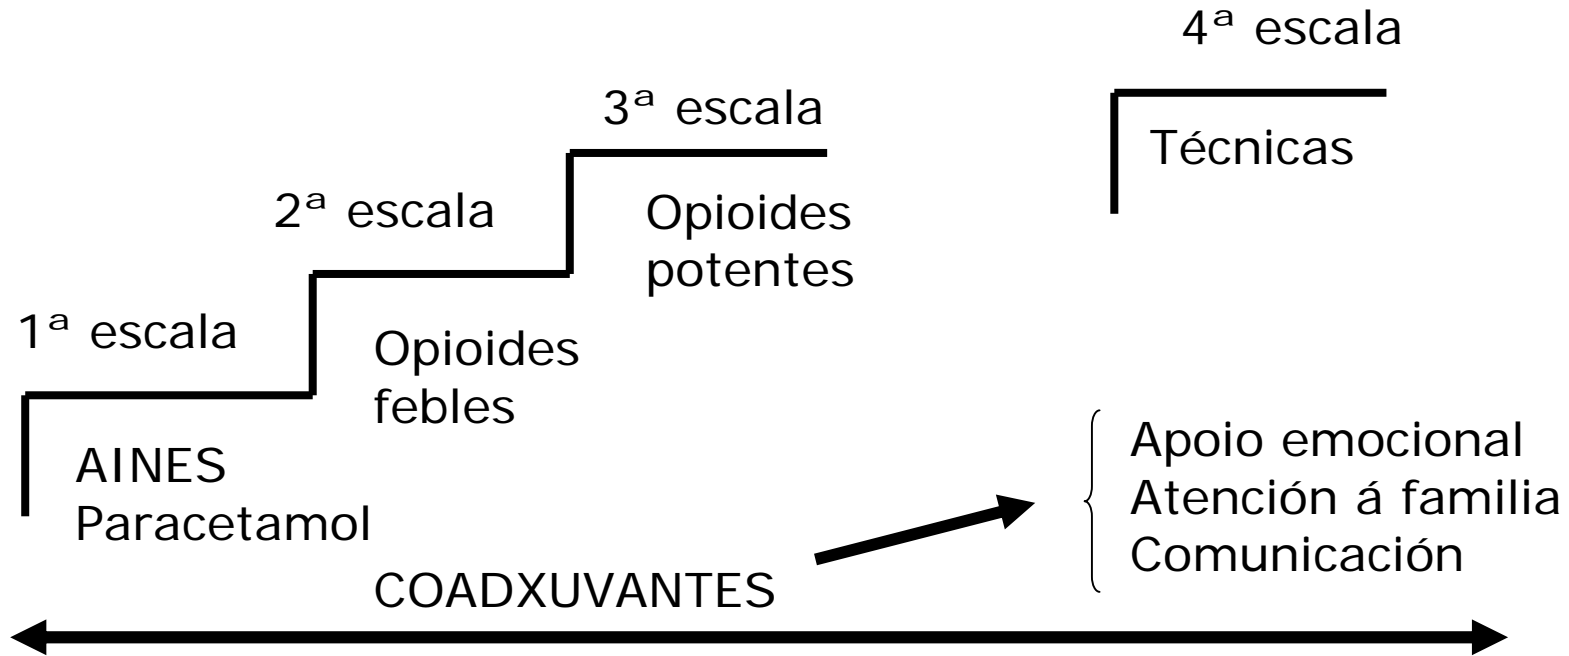 1ª escala
AINES
Paracetamol
2ª escala
Opioides
febles
3ª escala
Opioides
potentes
4ª escala
Técnicas
COADXUVANTES
Apoio emocional
Atención á familia
Comunicación